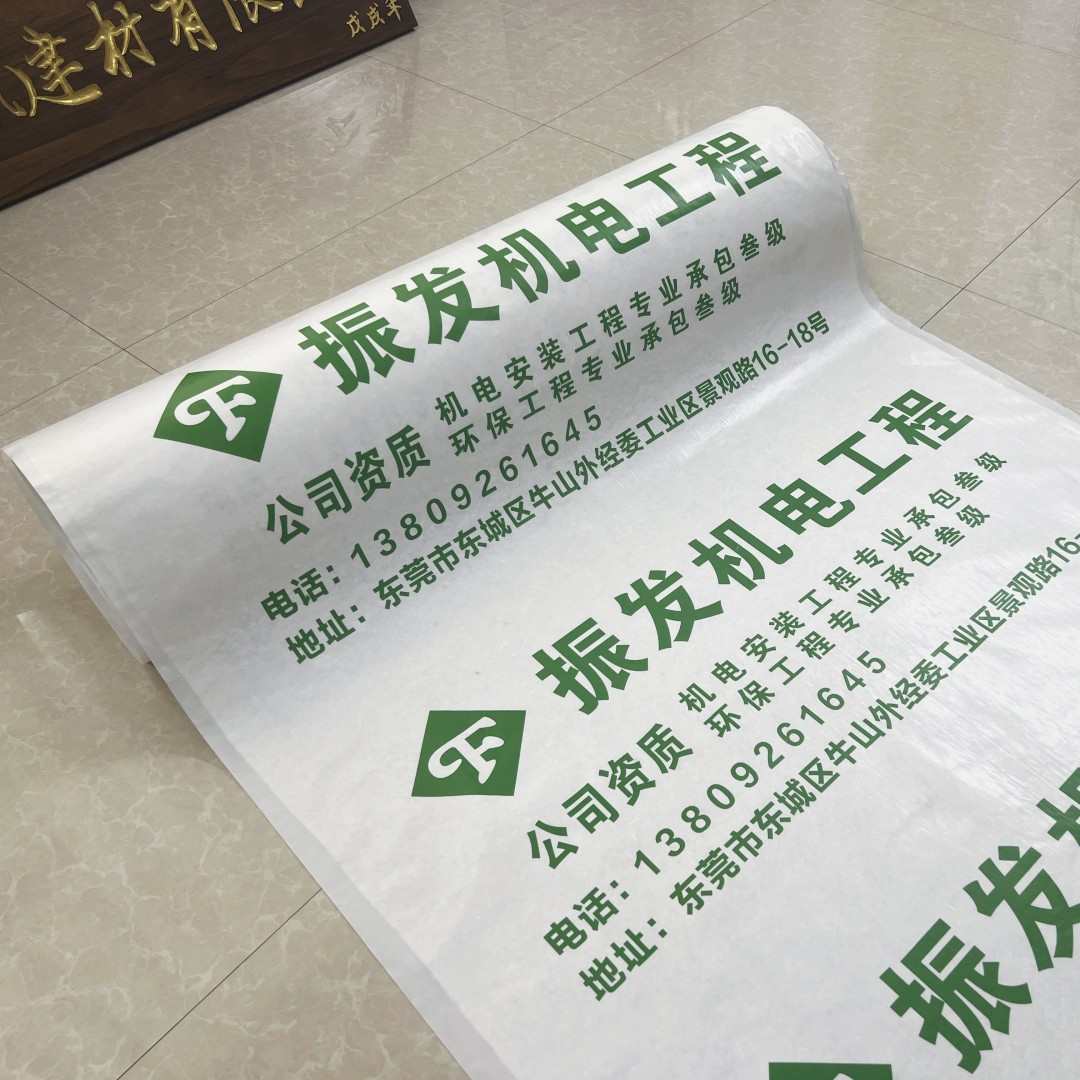 建材有限
戊戌年
振发机电工程
公司资质 机电安装工程专业承包叁级
环保工程专业承包叁级
电话：13809261645
地址：东莞市东城区牛山外经委工业区景观路16-18号
振发机电工程
公司资质 机电安装工程专业承包叁级
环保工程专业承包叁级
电话：13809261645
地址：东莞市东城区牛山外经委工业区景观路16-
振发机